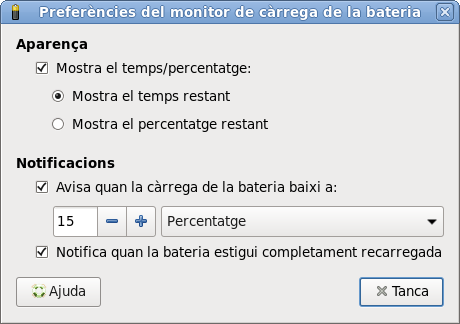 Preferències del monitor de càrrega de la bateria
Aparença
Mostra el temps/percentatge:
Mostra el temps restant
Mostra el percentatge restant
Notificacions
Avisa quan la càrrega de la bateria baixi a:
15 Percentatge
Notifica quan la bateria estigui completament recarregada
Ajuda Tanca